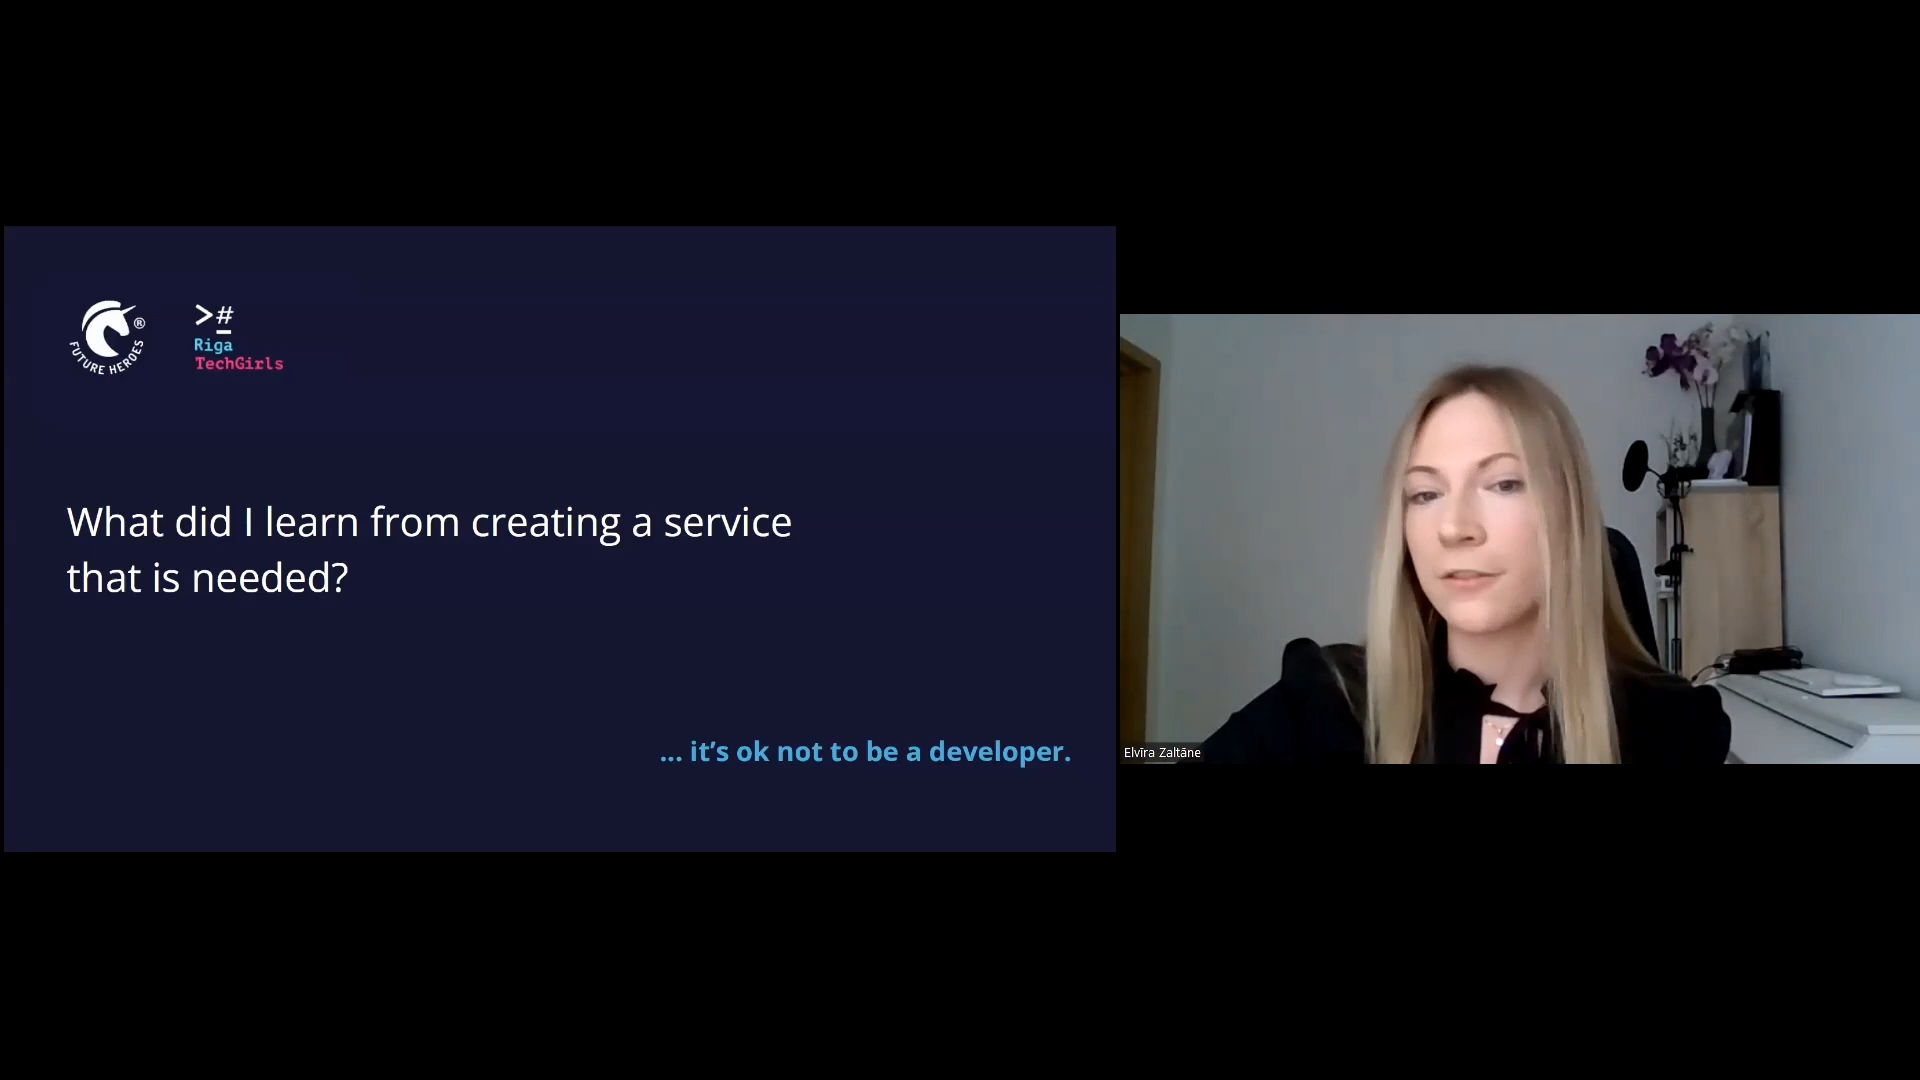 FUTURE HEROES ®
>#
Riga
TechGirls
What did I learn from creating a service
that is needed?
... it’s ok not to be a developer.
Elvīra Zaltāne